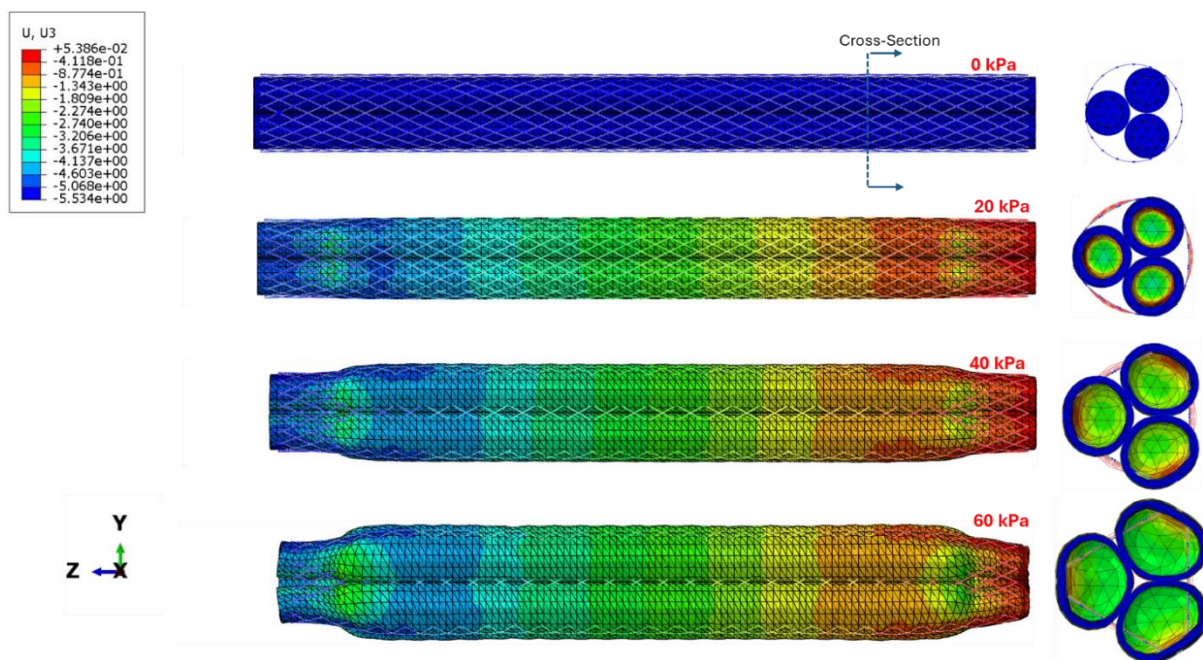 U, U3
+5.386e-02
-4.118e-01
-8.774e-01
-1.343e+00
-1.809e+00
-2.274e+00
-2.740e+00
-3.206e+00
-3.671e+00
-4.137e+00
-4.603e+00
-5.068e+00
-5.534e+00
Cross-Section
0 kPa
20 kPa
40 kPa
60 kPa
Y
Z X